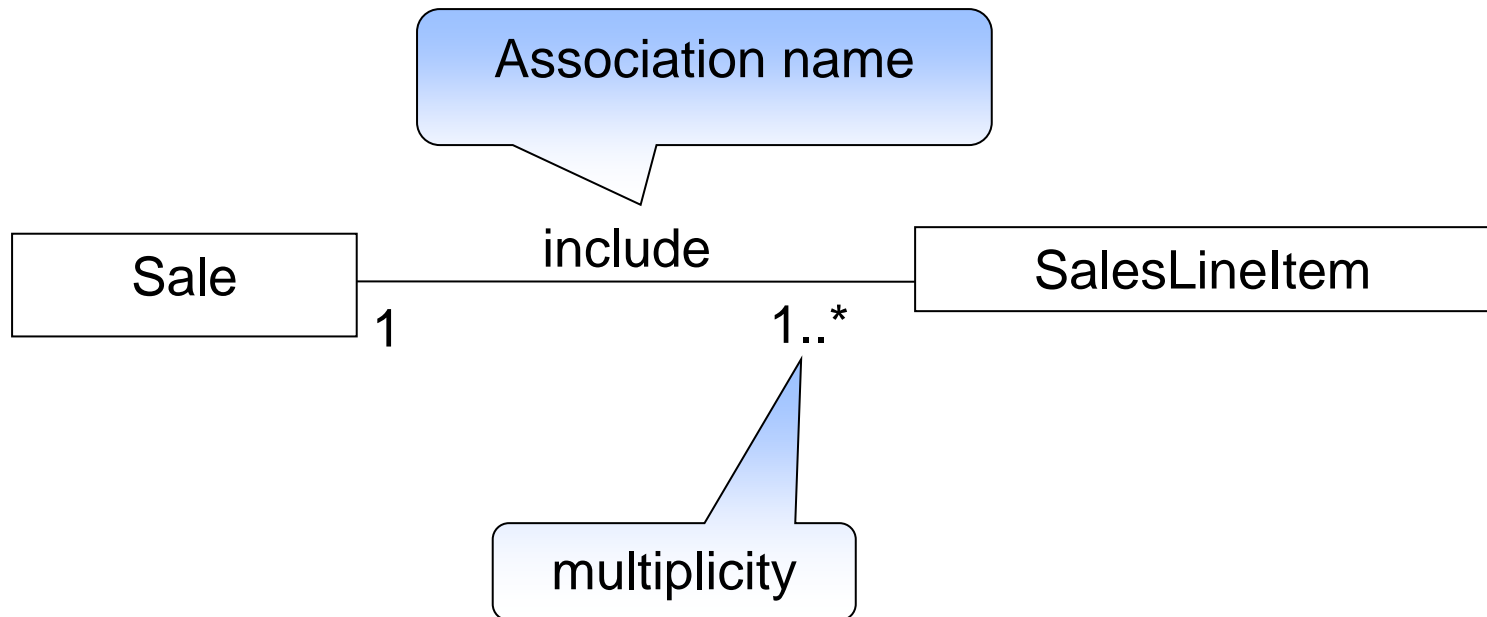 Association name
include
Sale
SalesLineItem
1
1..*
multiplicity